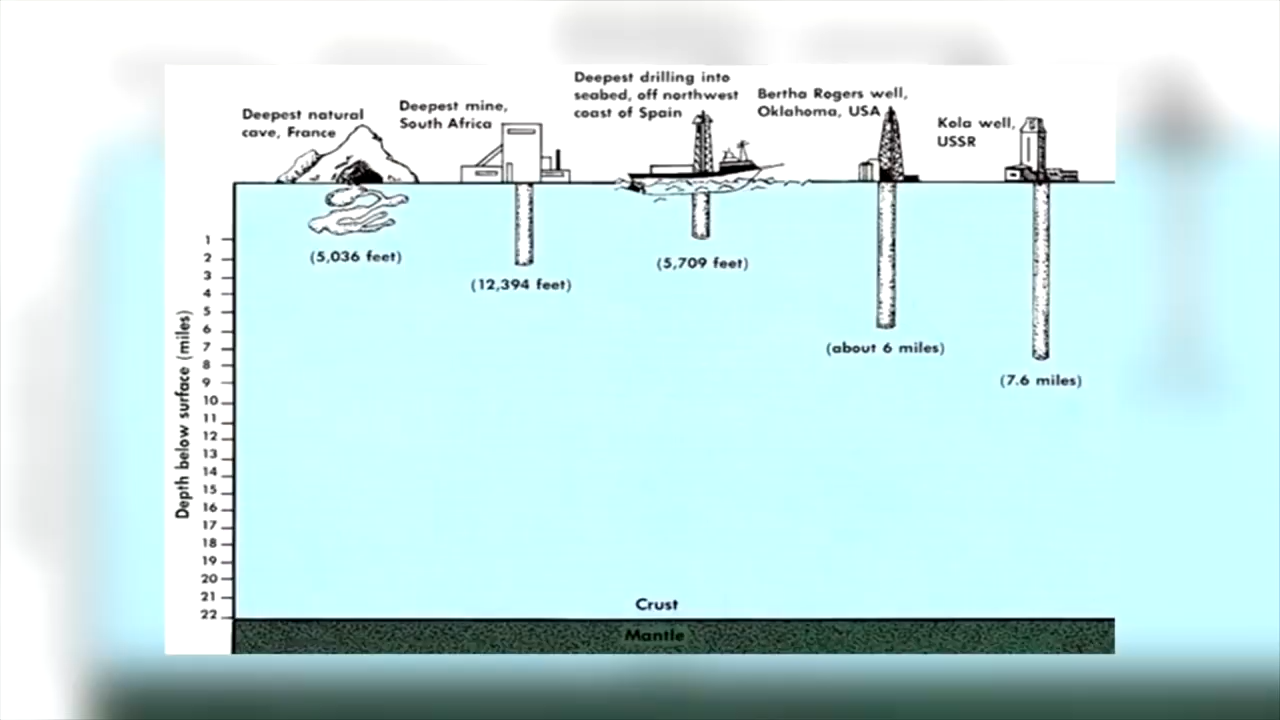 Deepest natural
cave, France
Deepest mine,
South Africa
Deepest drilling into
seabed, off northwest
coast of Spain
Bertha Rogers well,
Oklahoma, USA
Kola well,
USSR
(5,036 feet)
(12,394 feet)
(5,709 feet)
(about 6 miles)
(7.6 miles)
Depth below surface (miles)
1
2
3
4
5
6
7
8
9
10
11
12
13
14
15
16
17
18
19
20
21
22
Crust
Mantle